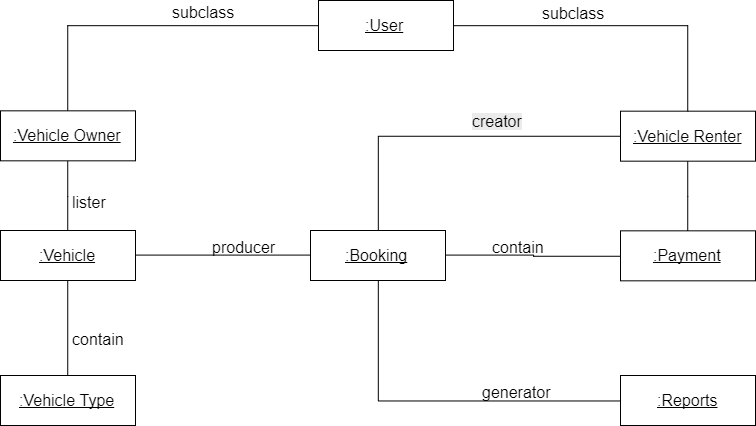 subclass
:User
subclass
:Vehicle Owner
creator
:Vehicle Renter
lister
:Vehicle
producer
:Booking
contain
:Payment
contain
:Vehicle Type
generator
:Reports